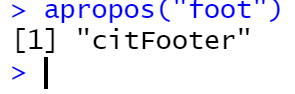 > apropos("foot")
[1] "citFooter"
>